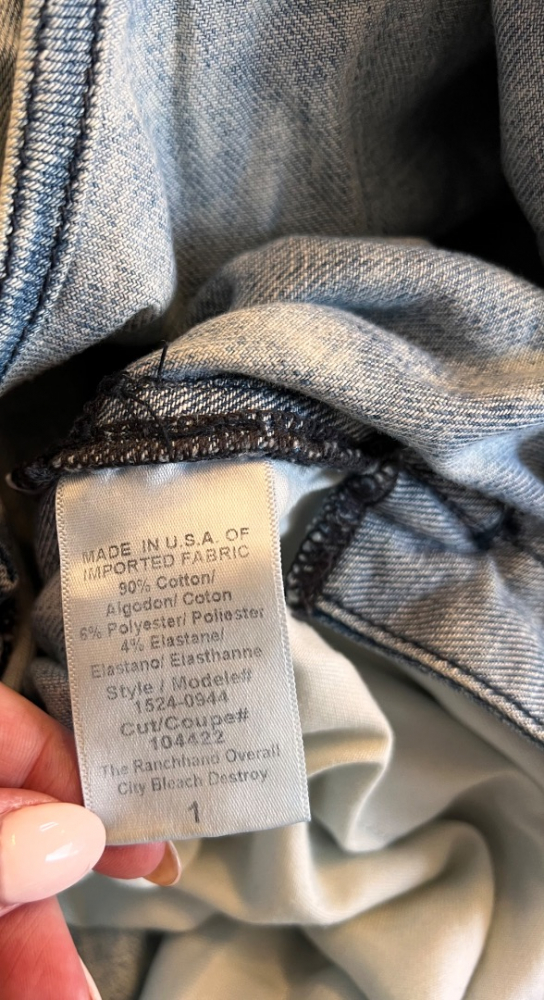 MADE IN U.S.A. OF
IMPORTED FABRIC
90% Cotton/
Algodon/ Coton
6% Polyester/ Poliester
4% Elastane/
Elastano/ Elasthanne
Style / Modele#
1524-0944
Cut/Coupe#
104422
The Ranchhand Overall
City Bleach Destroy
1